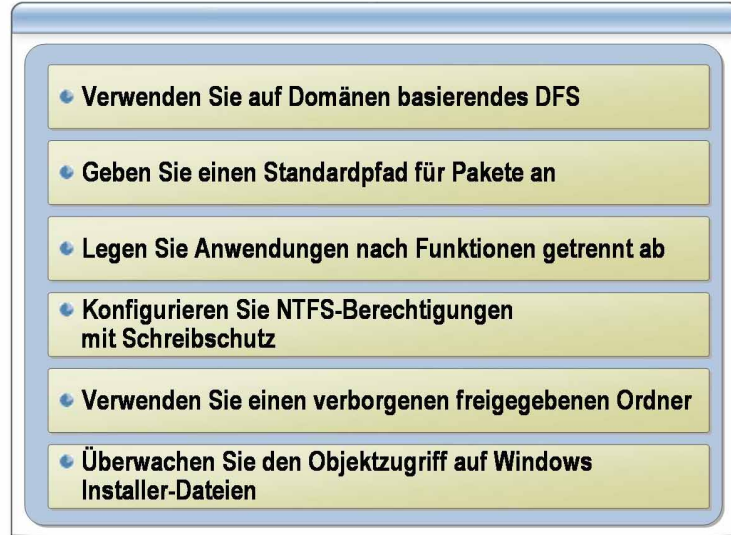 Verwenden Sie auf Domänen basierendes DFS
Geben Sie einen Standardpfad für Pakete an
Legen Sie Anwendungen nach Funktionen getrennt ab
Konfigurieren Sie NTFS-Berechtigungen
mit Schreibschutz
Verwenden Sie einen verborgenen freigegebenen Ordner
Überwachen Sie den Objektzugriff auf Windows
Installer-Dateien